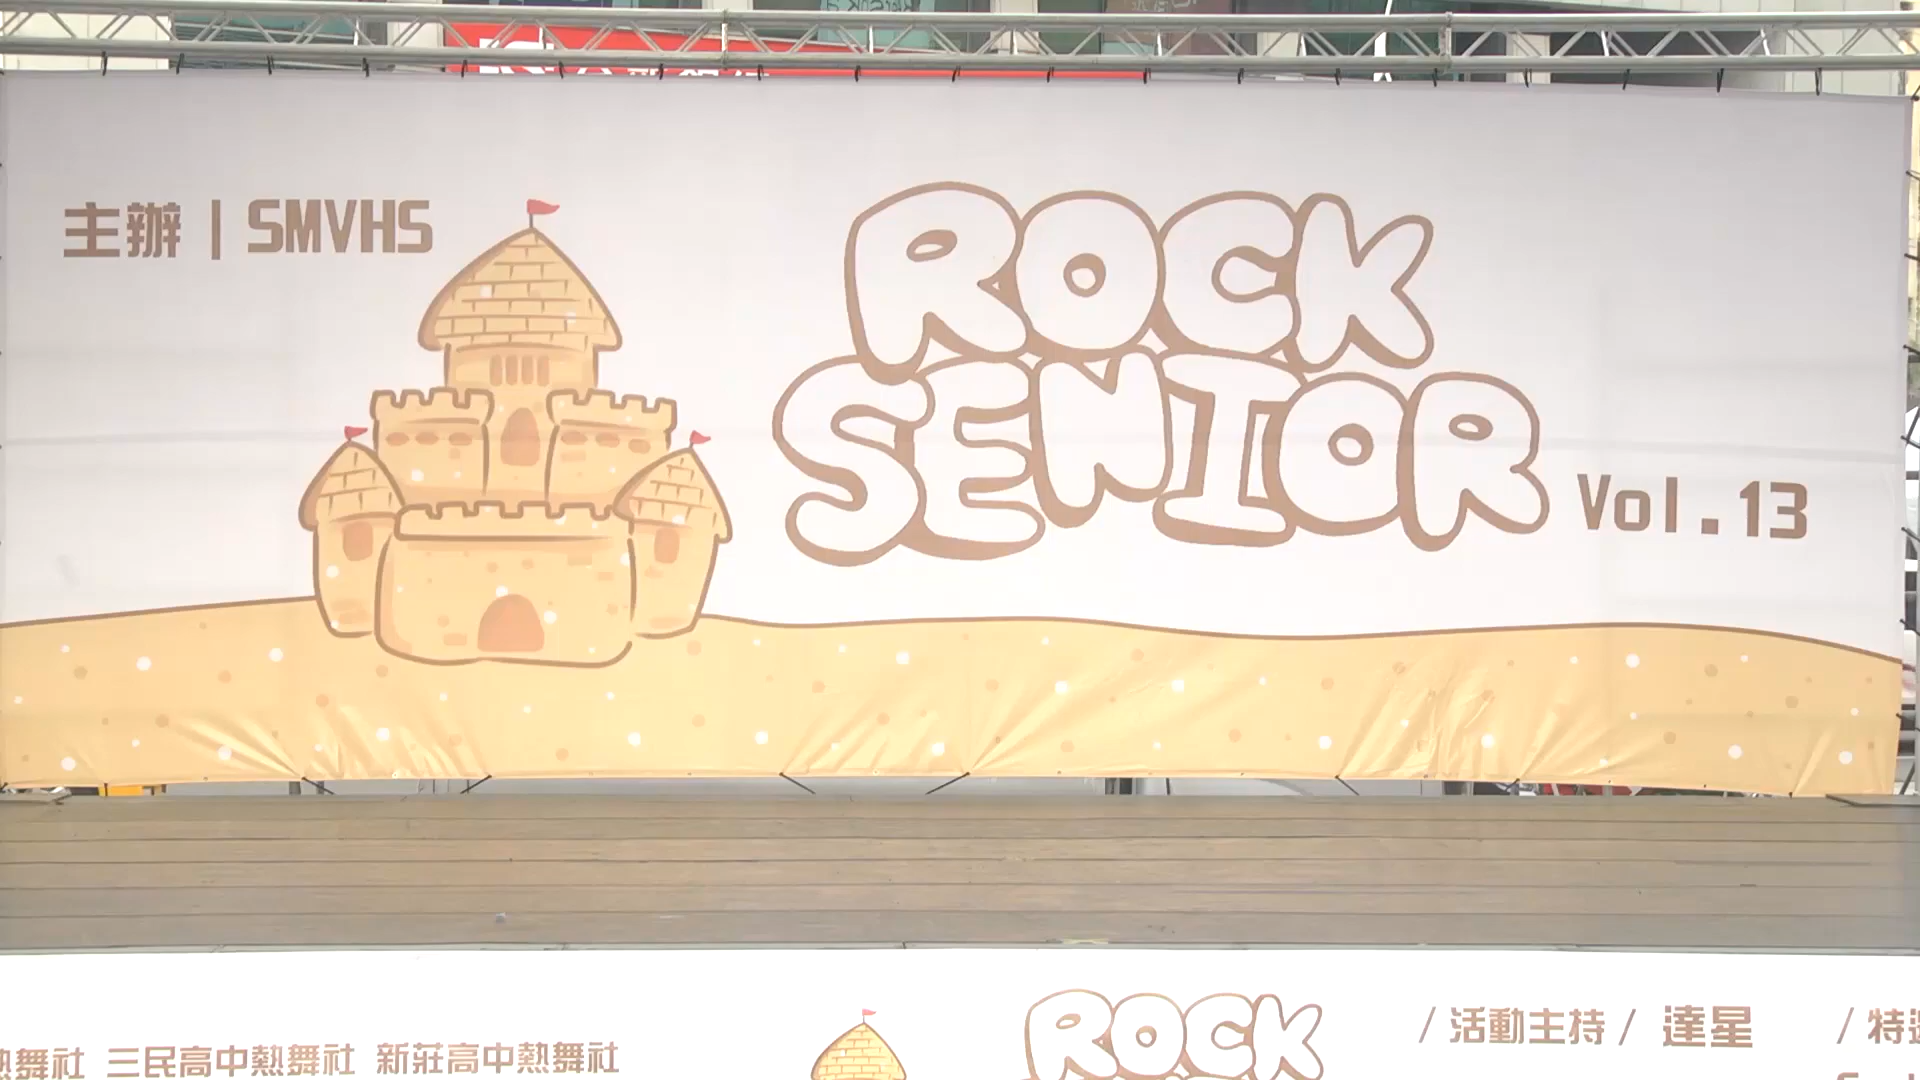 主辦 | SMVHS
ROCK
SENIOR
Vol.13
熱舞社 三民高中熱舞社 新莊高中熱舞社
ROCK
/ 活動主持 / 達星
/ 特